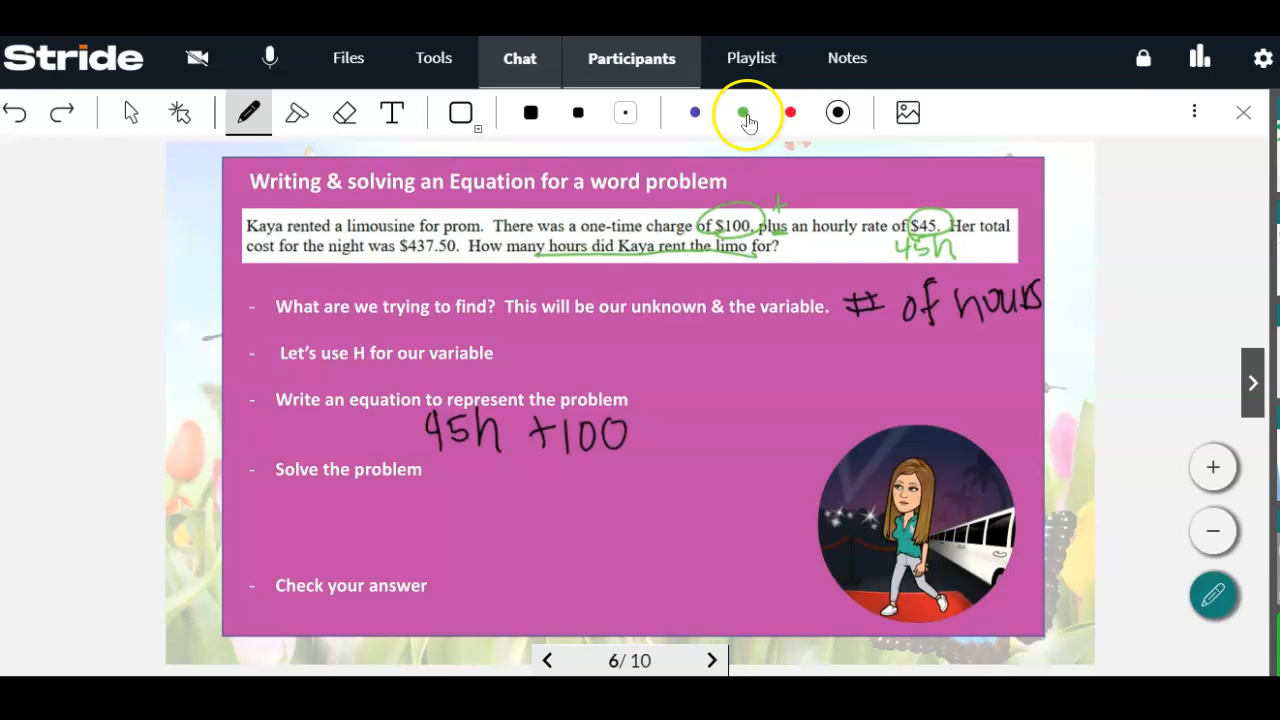 Stride Files Tools Chat Participants Playlist Notes
T
Writing & solving an Equation for a word problem
+
Kaya rented a limousine for prom. There was a one-time charge of $100, plus an hourly rate of $45. Her total
cost for the night was $437.50. How many hours did Kaya rent the limo for?
45h
- What are we trying to find? This will be our unknown & the variable. # of hours
- Let's use H for our variable
- Write an equation to represent the problem
45h +100
- Solve the problem
- Check your answer
6/ 10